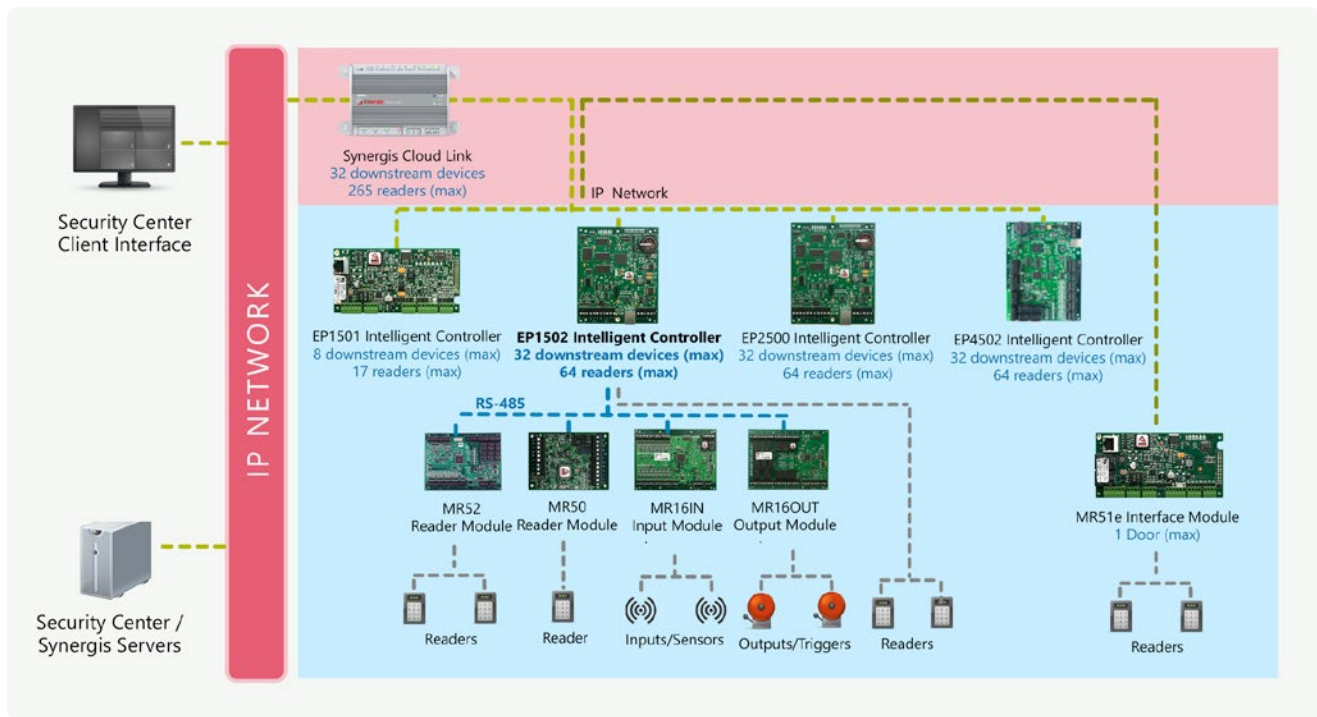 Synergis Cloud Link
32 downstream devices
265 readers (max)
IP Network
Security Center
Client Interface
IP NETWORK
EP1501 Intelligent Controller
8 downstream devices (max)
17 readers (max)
EP1502 Intelligent Controller
32 downstream devices (max)
64 readers (max)
EP2500 Intelligent Controller
32 downstream devices (max)
64 readers (max)
EP4502 Intelligent Controller
32 downstream devices (max)
64 readers (max)
RS-485
MR52
Reader Module
MR50
Reader Module
MR16IN
Input Module
MR16OUT
Output Module
MR51e Interface Module
1 Door (max)
Security Center /
Synergis Servers
Readers
Reader
Inputs/Sensors
Outputs/Triggers
Readers
Readers